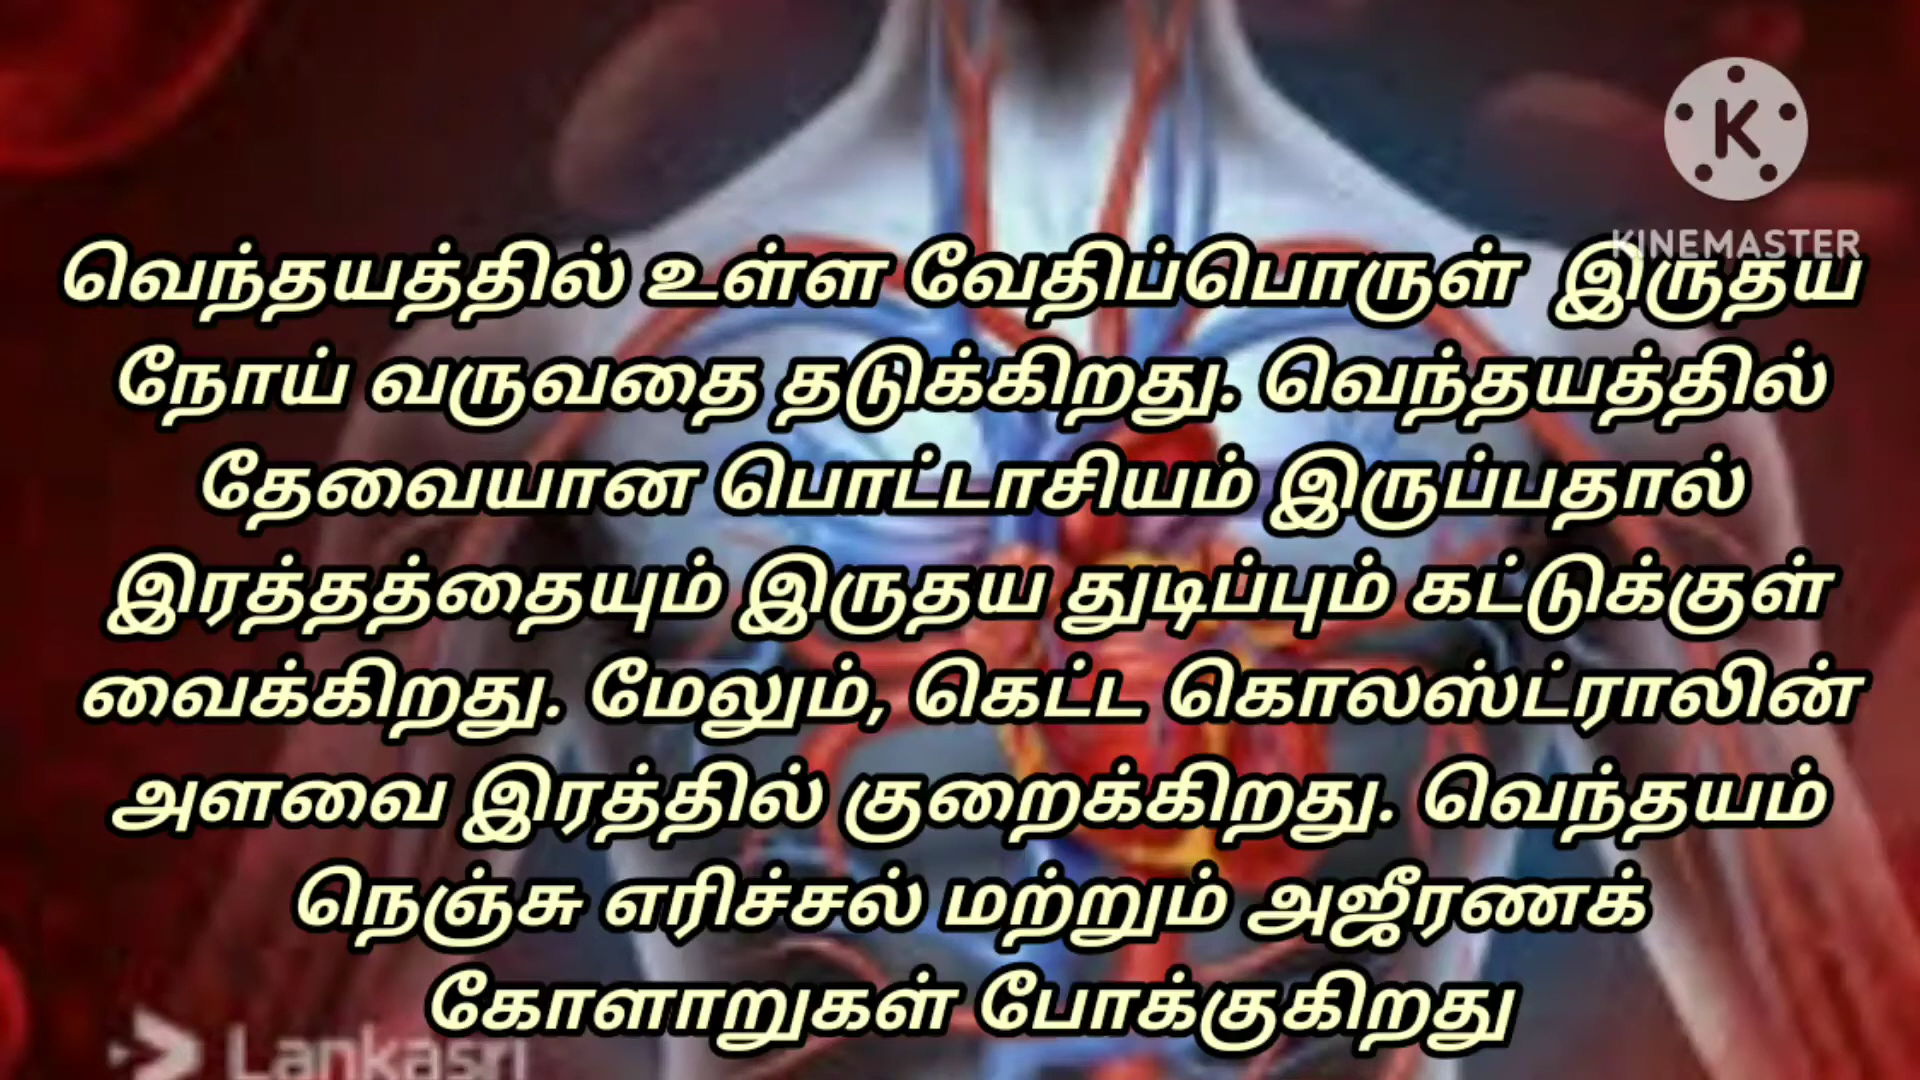 KINEMASTER
வெந்தயத்தில் உள்ள வேதிப்பொருள் இருதய
நோய் வருவதை தடுக்கிறது. வெந்தயத்தில்
தேவையான பொட்டாசியம் இருப்பதால்
இரத்தத்தையும் இருதய துடிப்பும் கட்டுக்குள்
வைக்கிறது. மேலும், கெட்ட கொலஸ்ட்ராலின்
அளவை இரத்தில் குறைக்கிறது. வெந்தயம்
நெஞ்சு எரிச்சல் மற்றும் அஜீரணக்
கோளாறுகள் போக்குகிறது
Lankasri